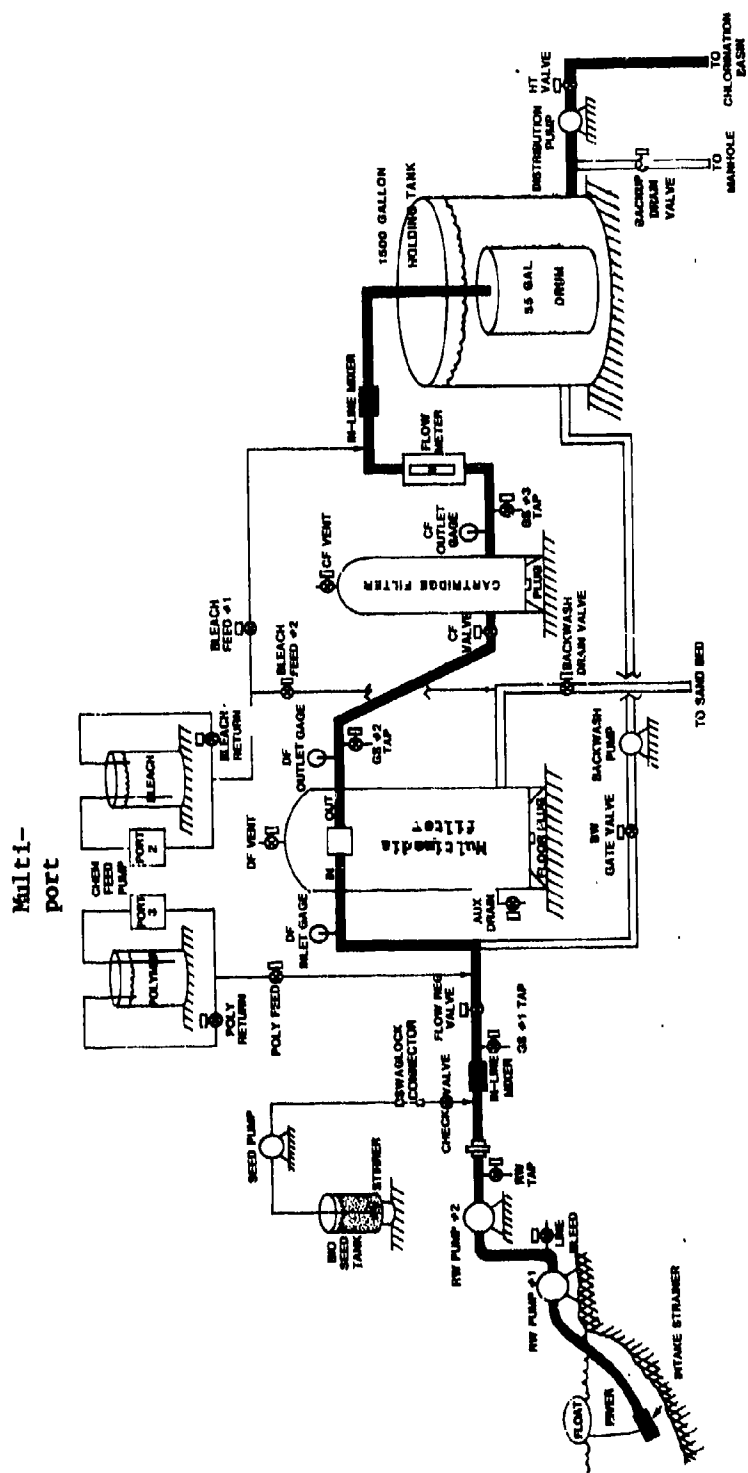 Multi-
port
POLYMER
PORT
3
CHEM FEED PUMP
PORT
2
BLEACH
POLY
RETURN
BLEACH-
RETURN
POLY FEED
BLEACH
FEED #1
BLEACH
FEED #2
SEED PUMP
BIO
SEED
TANK
STIRRER
SWAGLOCK
CONNECTOR
CHECK VALVE
DF
INLET GAGE
DF VENT
IN
OUT
Multimedia
filter
FLOOR PLUG
AUX
DRAIN
DF
OUTLET GAGE
GS #2
TAP
CF VENT
CARTRIDGE FILTER
PLUG
CF
VALVE
CF
OUTLET
GAGE
GS #3
TAP
FLOW
METER
IN-LINE MIXER
1500 GALLON
HOLDING TANK
55 GAL
DRUM
DISTRIBUTION
PUMP
HT
VALVE
TO
CHLORINATION
BASIN
BACKUP
DRAIN
VALVE
TO
MANHOLE
RW PUMP #1
LINE
BLEED
RW PUMP #2
RW
TAP
IN-LINE
MIXER
GS #1 TAP
FLOW REG
VALVE
BW
GATE VALVE
BACKWASH
PUMP
BACKWASH
DRAIN VALVE
TO SAND BED
FLOAT
RIVER
INTAKE STRAINER